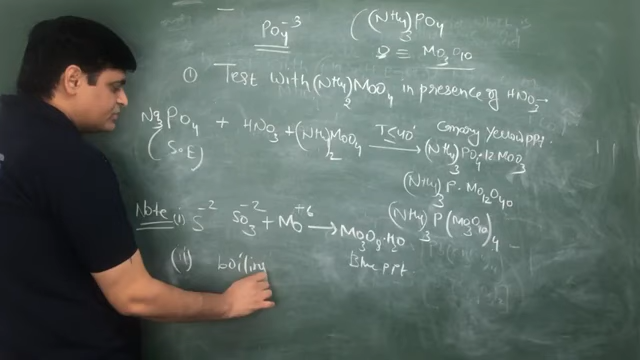 PO₄⁻³ (NH₄)₃PO₄
8 ≡ Mo₃O₁₀
① Test with (NH₄)₂MoO₄ in presence of HNO₃
Na₃PO₄ + HNO₃ + (NH₄)₂MoO₄ T≤40° → (NH₄)₃PO₄·12MoO₃
(S.E) Canary Yellow ppt.
(NH₄)₃P·Mo₁₂O₄₀
(NH₄)₃P(Mo₃O₁₀)₄
Note (i) S⁻² SO₃⁻² + Mo⁺⁶ → Mo₃O₈·H₂O
Blue ppt
(ii) boiling